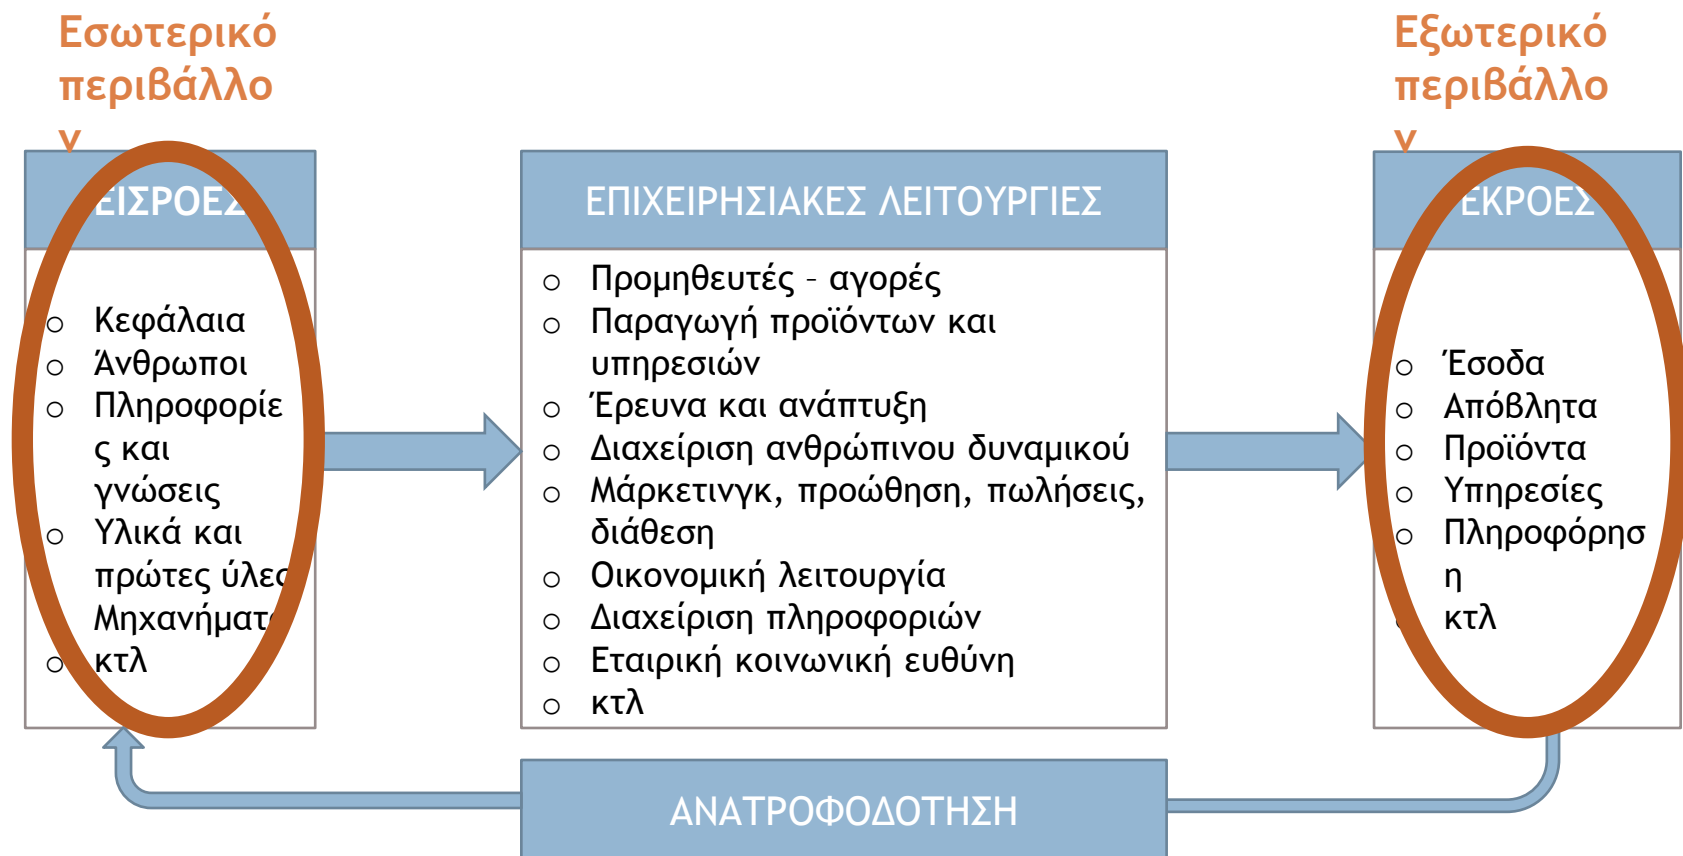 Εσωτερικό
περιβάλλο
ν
Εξωτερικό
περιβάλλο
ν
ΕΙΣΡΟΕΣ
o Κεφάλαια
o Άνθρωποι
o Πληροφορίε
ς και
γνώσεις
o Υλικά και
πρώτες ύλες
Μηχανήματα
o κτλ
ΕΠΙΧΕΙΡΗΣΙΑΚΕΣ ΛΕΙΤΟΥΡΓΙΕΣ
o Προμηθευτές – αγορές
o Παραγωγή προϊόντων και
υπηρεσιών
o Έρευνα και ανάπτυξη
o Διαχείριση ανθρώπινου δυναμικού
o Μάρκετινγκ, προώθηση, πωλήσεις,
διάθεση
o Οικονομική λειτουργία
o Διαχείριση πληροφοριών
o Εταιρική κοινωνική ευθύνη
o κτλ
ΕΚΡΟΕΣ
o Έσοδα
o Απόβλητα
o Προϊόντα
o Υπηρεσίες
o Πληροφόρησ
η
o κτλ
ΑΝΑΤΡΟΦΟΔΟΤΗΣΗ